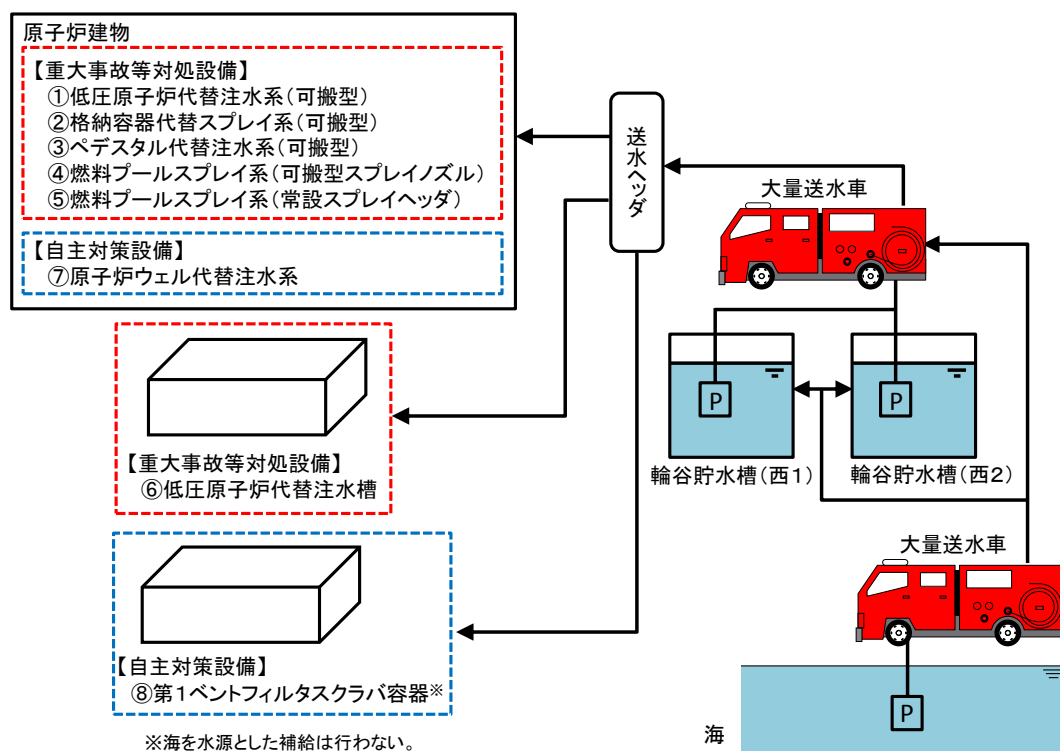 原子炉建物
【重大事故等対処設備】
①低圧原子炉代替注水系(可搬型)
②格納容器代替スプレイ系(可搬型)
③ペデスタル代替注水系(可搬型)
④燃料プールスプレイ系(可搬型スプレイノズル)
⑤燃料プールスプレイ系(常設スプレイヘッダ)
【自主対策設備】
⑦原子炉ウェル代替注水系
送水ヘッダ
大量送水車
P
P
輪谷貯水槽(西1)
輪谷貯水槽(西2)
【重大事故等対処設備】
⑥低圧原子炉代替注水槽
大量送水車
【自主対策設備】
⑧第1ベントフィルタスクラバ容器※
P
海
※海を水源とした補給は行わない。